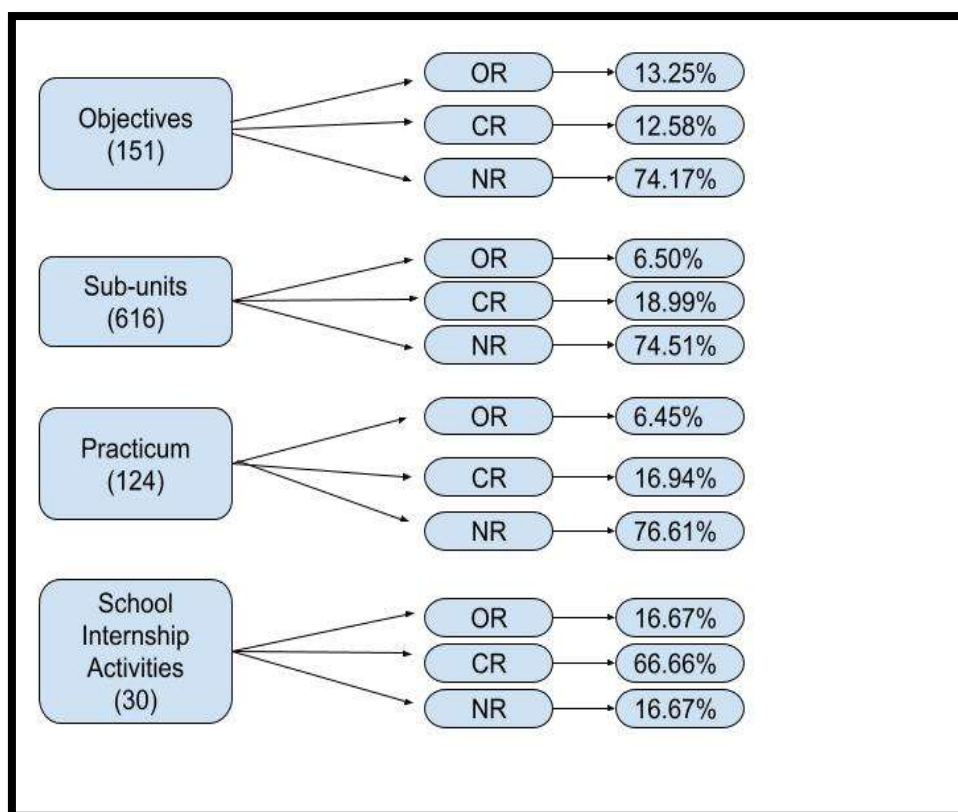 Objectives
(151)
OR
13.25%
CR
12.58%
NR
74.17%
Sub-units
(616)
OR
6.50%
CR
18.99%
NR
74.51%
Practicum
(124)
OR
6.45%
CR
16.94%
NR
76.61%
School
Internship
Activities
(30)
OR
16.67%
CR
66.66%
NR
16.67%